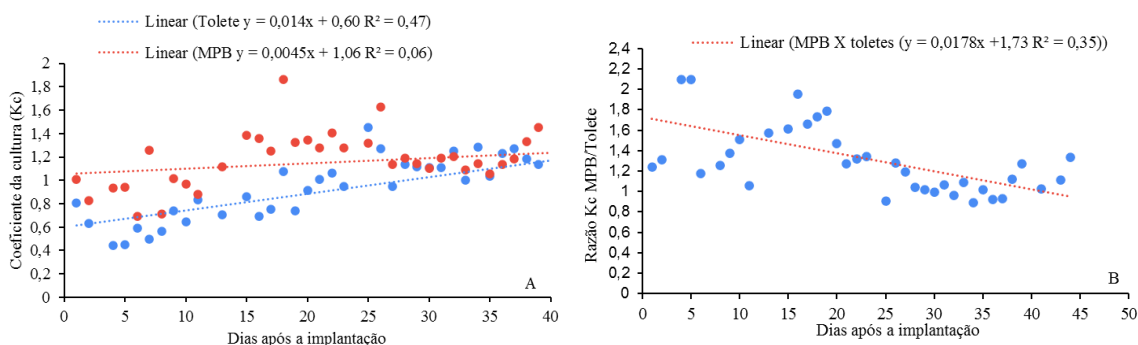 Linear (Tolete y = 0,014x + 0,60 R² = 0,47)
Linear (MPB y = 0,0045x + 1,06 R² = 0,06)
Coeficiente da cultura (Kc)
2
1,8
1,6
1,4
1,2
1
0,8
0,6
0,4
0,2
0
0 5 10 15 20 25 30 35 40
Dias após a implantação
A
Linear (MPB X toletes (y = 0,0178x +1,73 R² = 0,35))
Razão Kc MPB/Tolete
2,4
2,2
2
1,8
1,6
1,4
1,2
1
0,8
0,6
0,4
0,2
0
0 5 10 15 20 25 30 35 40 45 50
Dias após a implantação
B